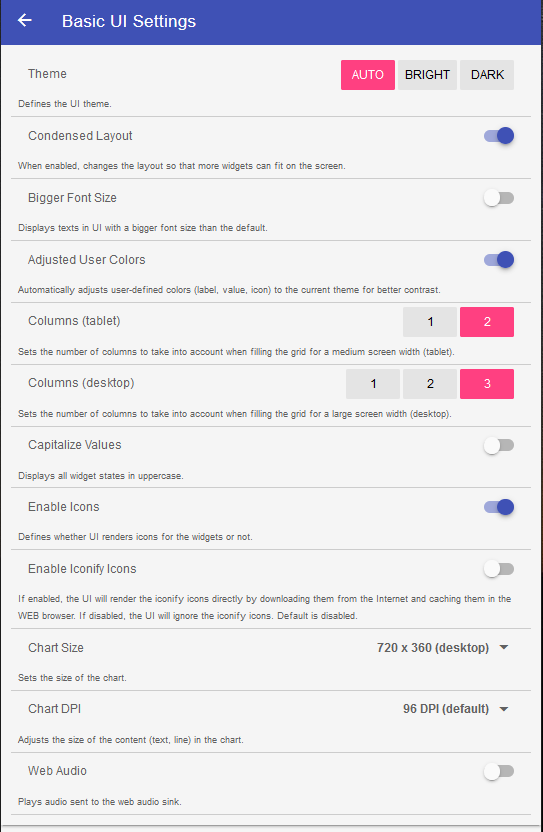 Basic UI Settings
Theme
AUTO BRIGHT DARK
Defines the UI theme.
Condensed Layout
When enabled, changes the layout so that more widgets can fit on the screen.
Bigger Font Size
Displays texts in UI with a bigger font size than the default.
Adjusted User Colors
Automatically adjusts user-defined colors (label, value, icon) to the current theme for better contrast.
Columns (tablet)
1 2
Sets the number of columns to take into account when filling the grid for a medium screen width (tablet).
Columns (desktop)
1 2 3
Sets the number of columns to take into account when filling the grid for a large screen width (desktop).
Capitalize Values
Displays all widget states in uppercase.
Enable Icons
Defines whether UI renders icons for the widgets or not.
Enable Iconify Icons
If enabled, the UI will render the iconify icons directly by downloading them from the Internet and caching them in the
WEB browser. If disabled, the UI will ignore the iconify icons. Default is disabled.
Chart Size
720 x 360 (desktop)
Sets the size of the chart.
Chart DPI
96 DPI (default)
Adjusts the size of the content (text, line) in the chart.
Web Audio
Plays audio sent to the web audio sink.